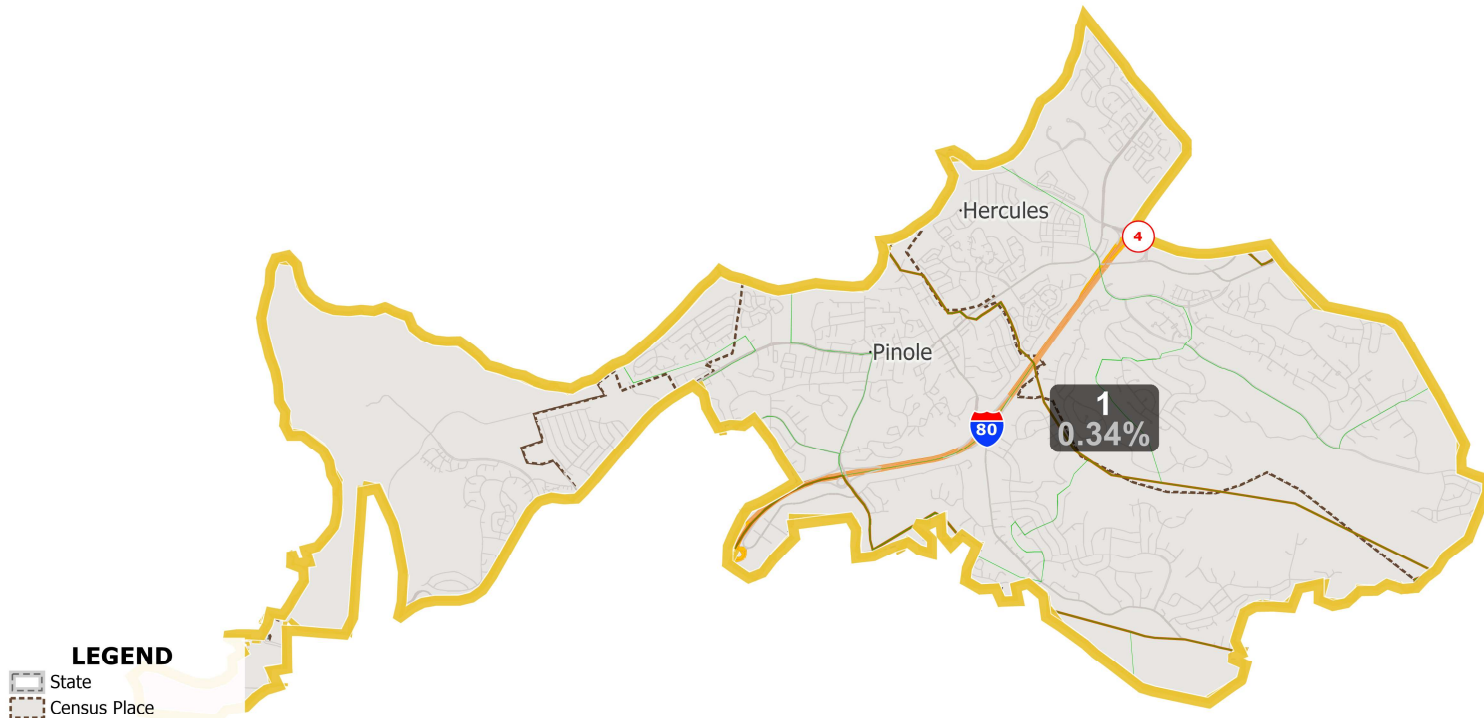 4
Hercules
Pinole
1
0.34%
80
LEGEND
State
Census Place